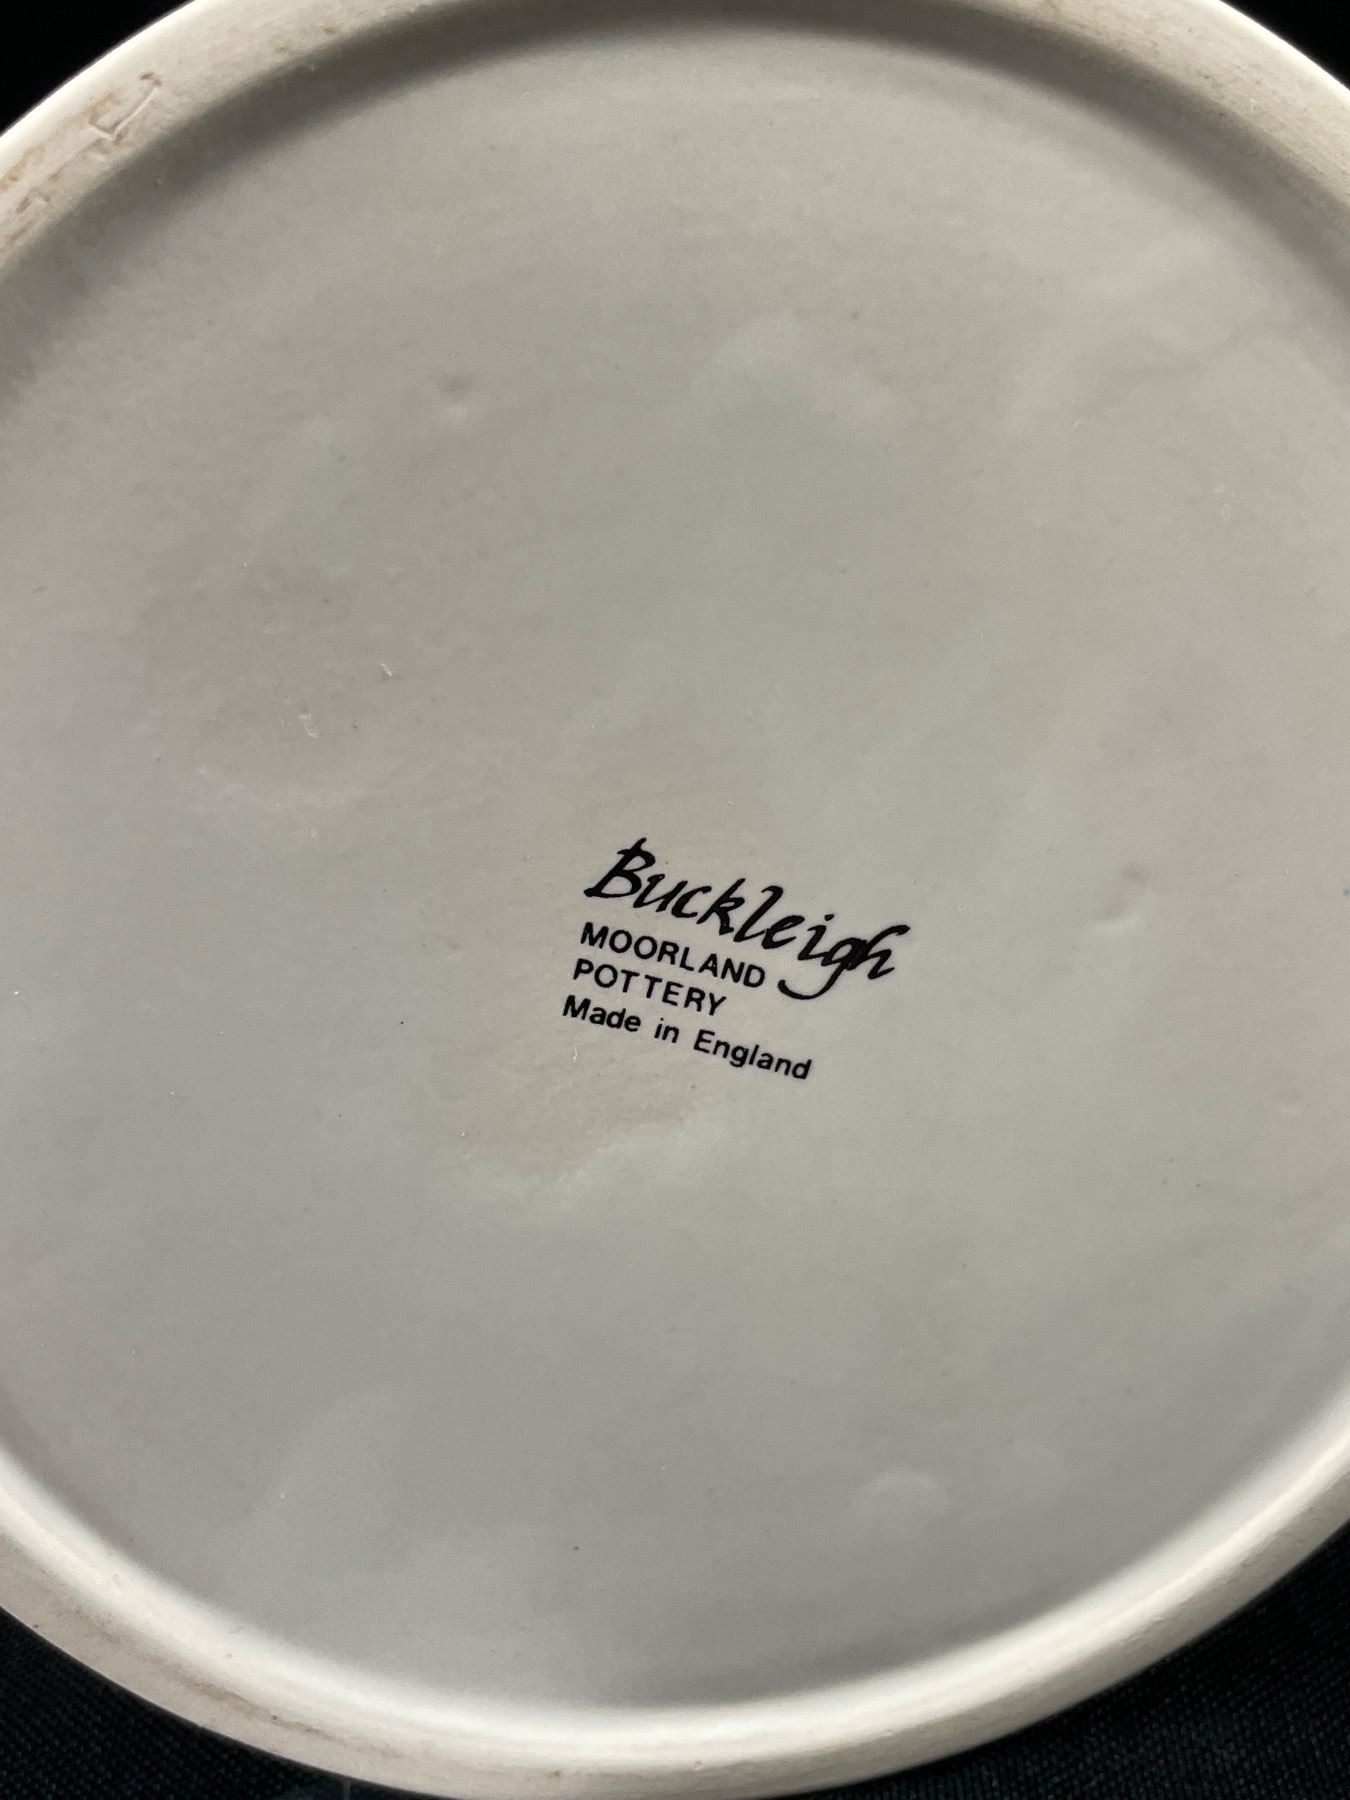 Buckleigh
MOORLAND
POTTERY
Made in England